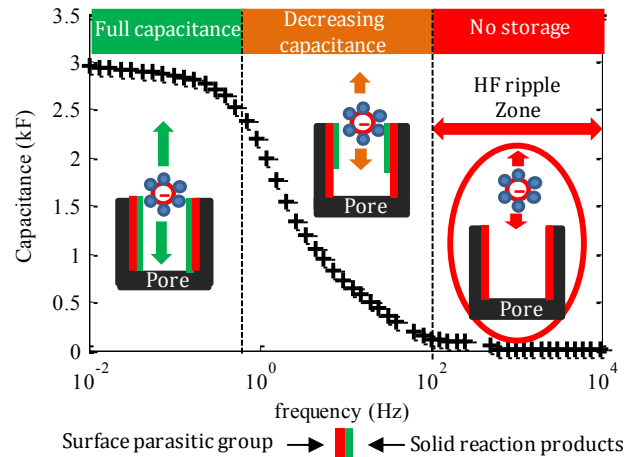 Full capacitance
Decreasing
capacitance
No storage
HF ripple
Zone
Capacitance (kF)
3.5
3
2.5
2
1.5
1
0.5
0
Pore
Pore
Pore
10^-2
10^0
10^2
10^4
frequency (Hz)
Surface parasitic group
Solid reaction products